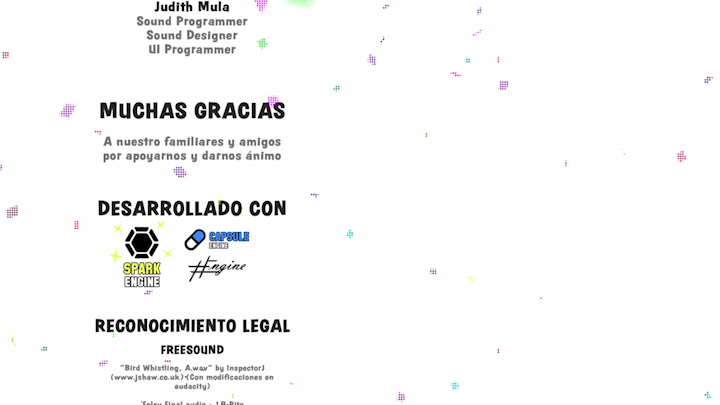 Judith Mula
Sound Programmer
Sound Designer
UI Programmer
MUCHAS GRACIAS
A nuestro familiares y amigos
por apoyarnos y darnos ánimo
DESARROLLADO CON
SPARK
ENGINE
CAPSULE
ENGINE
#Engine
RECONOCIMIENTO LEGAL
FREESOUND
"Bird Whistling, A.wav" by InspectorJ
(www.jshaw.co.uk)-(Con modificaciones en
audacity)